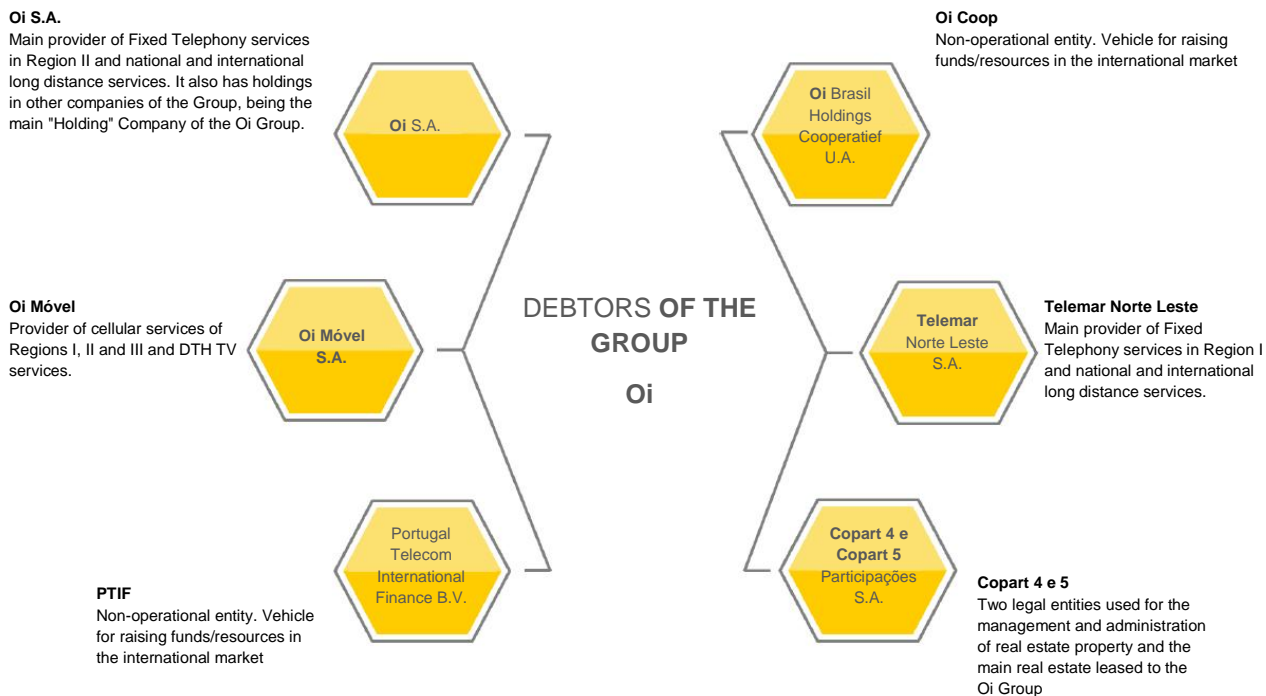 Oi S.A.
Main provider of Fixed Telephony services
in Region II and national and international
long distance services. It also has holdings
in other companies of the Group, being the
main "Holding" Company of the Oi Group.
Oi S.A.
Oi Móvel
Provider of cellular services of
Regions I, II and III and DTH TV
services.
Oi Móvel
S.A.
PTIF
Non-operational entity. Vehicle
for raising funds/resources in
the international market
Portugal
Telecom
International
Finance B.V.
DEBTORS OF THE
GROUP
Oi
Oi Coop
Non-operational entity. Vehicle for raising
funds/resources in the international market
Oi Brasil
Holdings
Cooperatief
U.A.
Telemar Norte Leste
Main provider of Fixed
Telephony services in Region I
and national and international
long distance services.
Telemar
Norte Leste
S.A.
Copart 4 e
Copart 5
Participações
S.A.
Copart 4 e 5
Two legal entities used for the
management and administration
of real estate property and the
main real estate leased to the
Oi Group